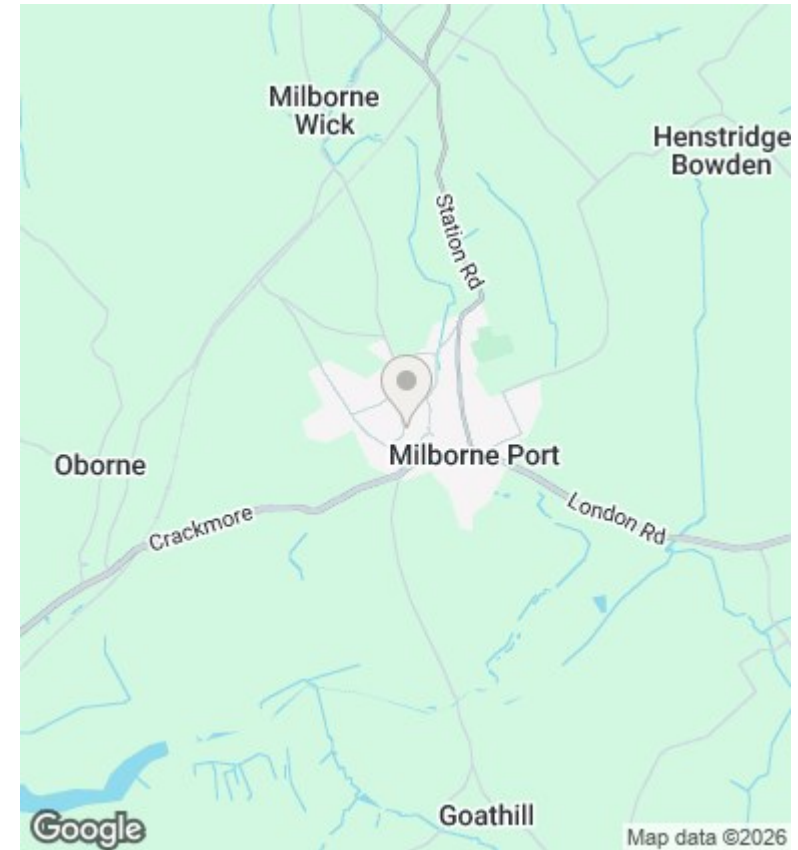 Milborne
Wick
Henstridge
Bowden
Station Rd
Oborne
Milborne Port
Crackmore
London Rd
Goathill
Google
Map data ©2026